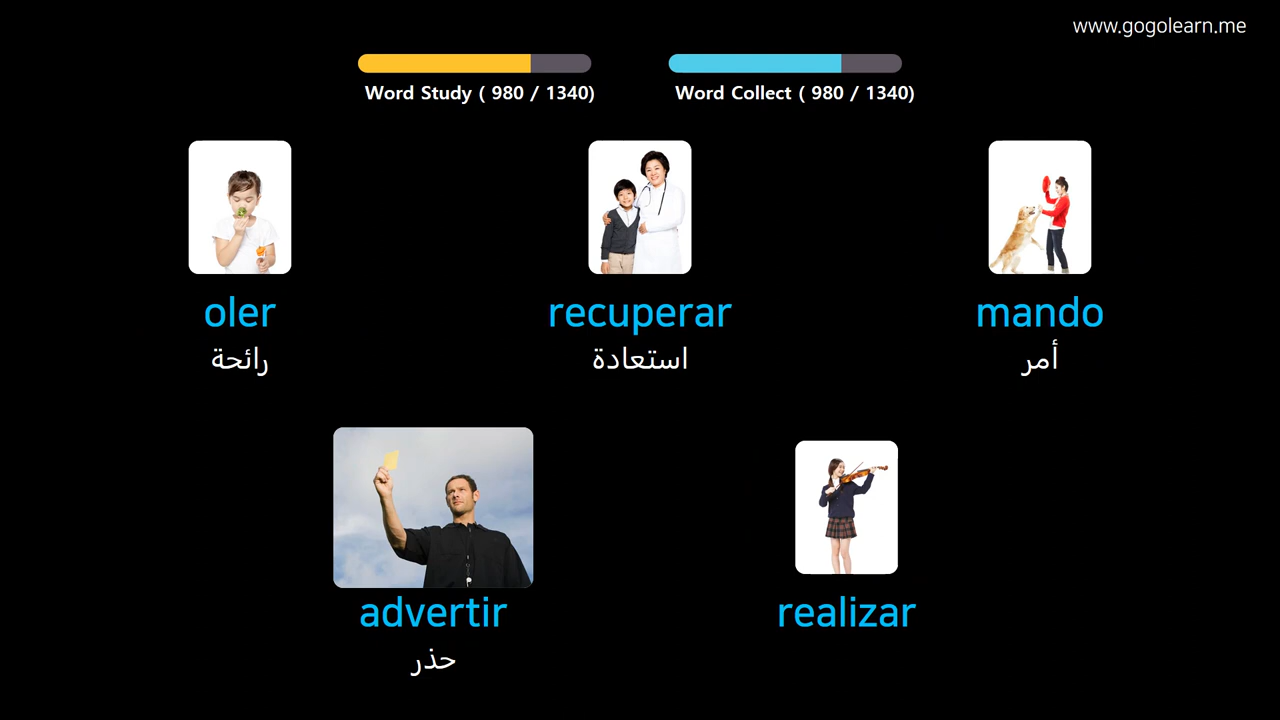 www.gogolearn.me
Word Study ( 980 / 1340)
Word Collect ( 980 / 1340)
oler
رائحة
recuperar
استعادة
mando
أمر
advertir
حذر
realizar